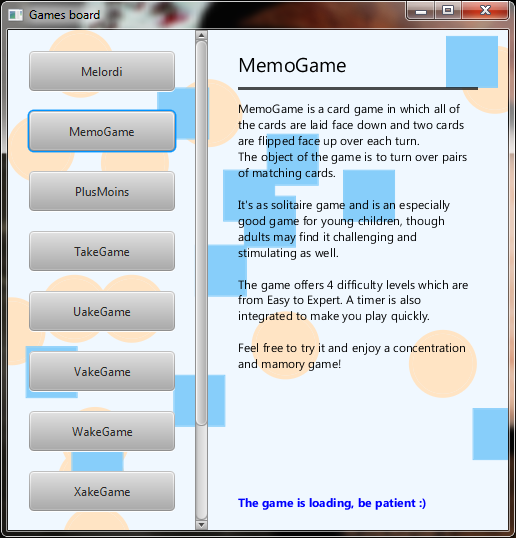 Games board
Melordi
MemoGame
PlusMoins
TakeGame
UakeGame
VakeGame
WakeGame
XakeGame
MemoGame
MemoGame is a card game in which all of
the cards are laid face down and two cards
are flipped face up over each turn.
The object of the game is to turn over pairs
of matching cards.
It's as solitaire game and is an especially
good game for young children, though
adults may find it challenging and
stimulating as well.
The game offers 4 difficulty levels which are
from Easy to Expert. A timer is also
integrated to make you play quickly.
Feel free to try it and enjoy a concentration
and mamory game!
The game is loading, be patient :)